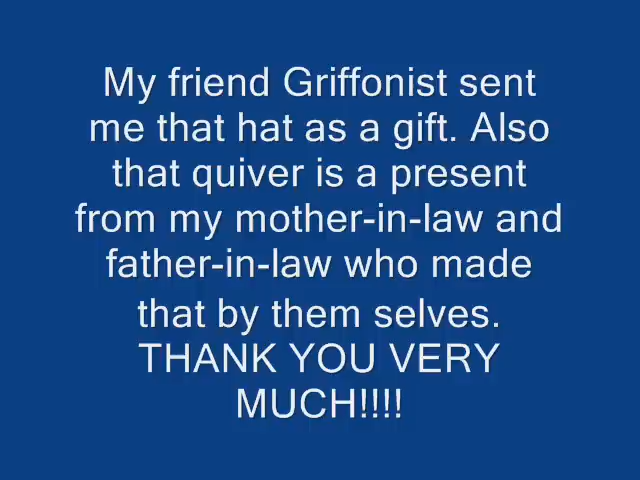 My friend Griffonist sent
me that hat as a gift. Also
that quiver is a present
from my mother-in-law and
father-in-law who made
that by them selves.
THANK YOU VERY
MUCH!!!!